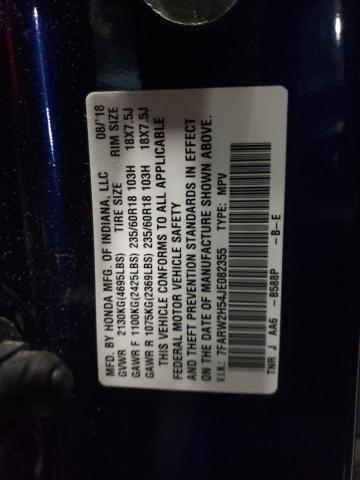 MFD. BY HONDA MFG. OF INDIANA, LLC 08/'18
GVWR 2130KG(4695LBS) TIRE SIZE RIM SIZE
GAWR F 1100KG(2425LBS) 235/60R18 103H 18X7.5J
GAWR R 1075KG(2369LBS) 235/60R18 103H 18X7.5J
THIS VEHICLE CONFORMS TO ALL APPLICABLE
FEDERAL MOTOR VEHICLE SAFETY
AND THEFT PREVENTION STANDARDS IN EFFECT
ON THE DATE OF MANUFACTURE SHOWN ABOVE.
V.I.N.: 7FARW2H54JE082355 TYPE: MPV
TNR J AA6 -B588P -B-E